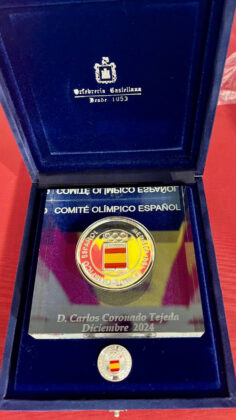 Orfebrería Castellana
Desde 1953
COMITÉ OLÍMPICO ESPAÑOL
COMITÉ OLÍMPICO ESPAÑOL
D. Carlos Coronado Tejeda
Diciembre 2024